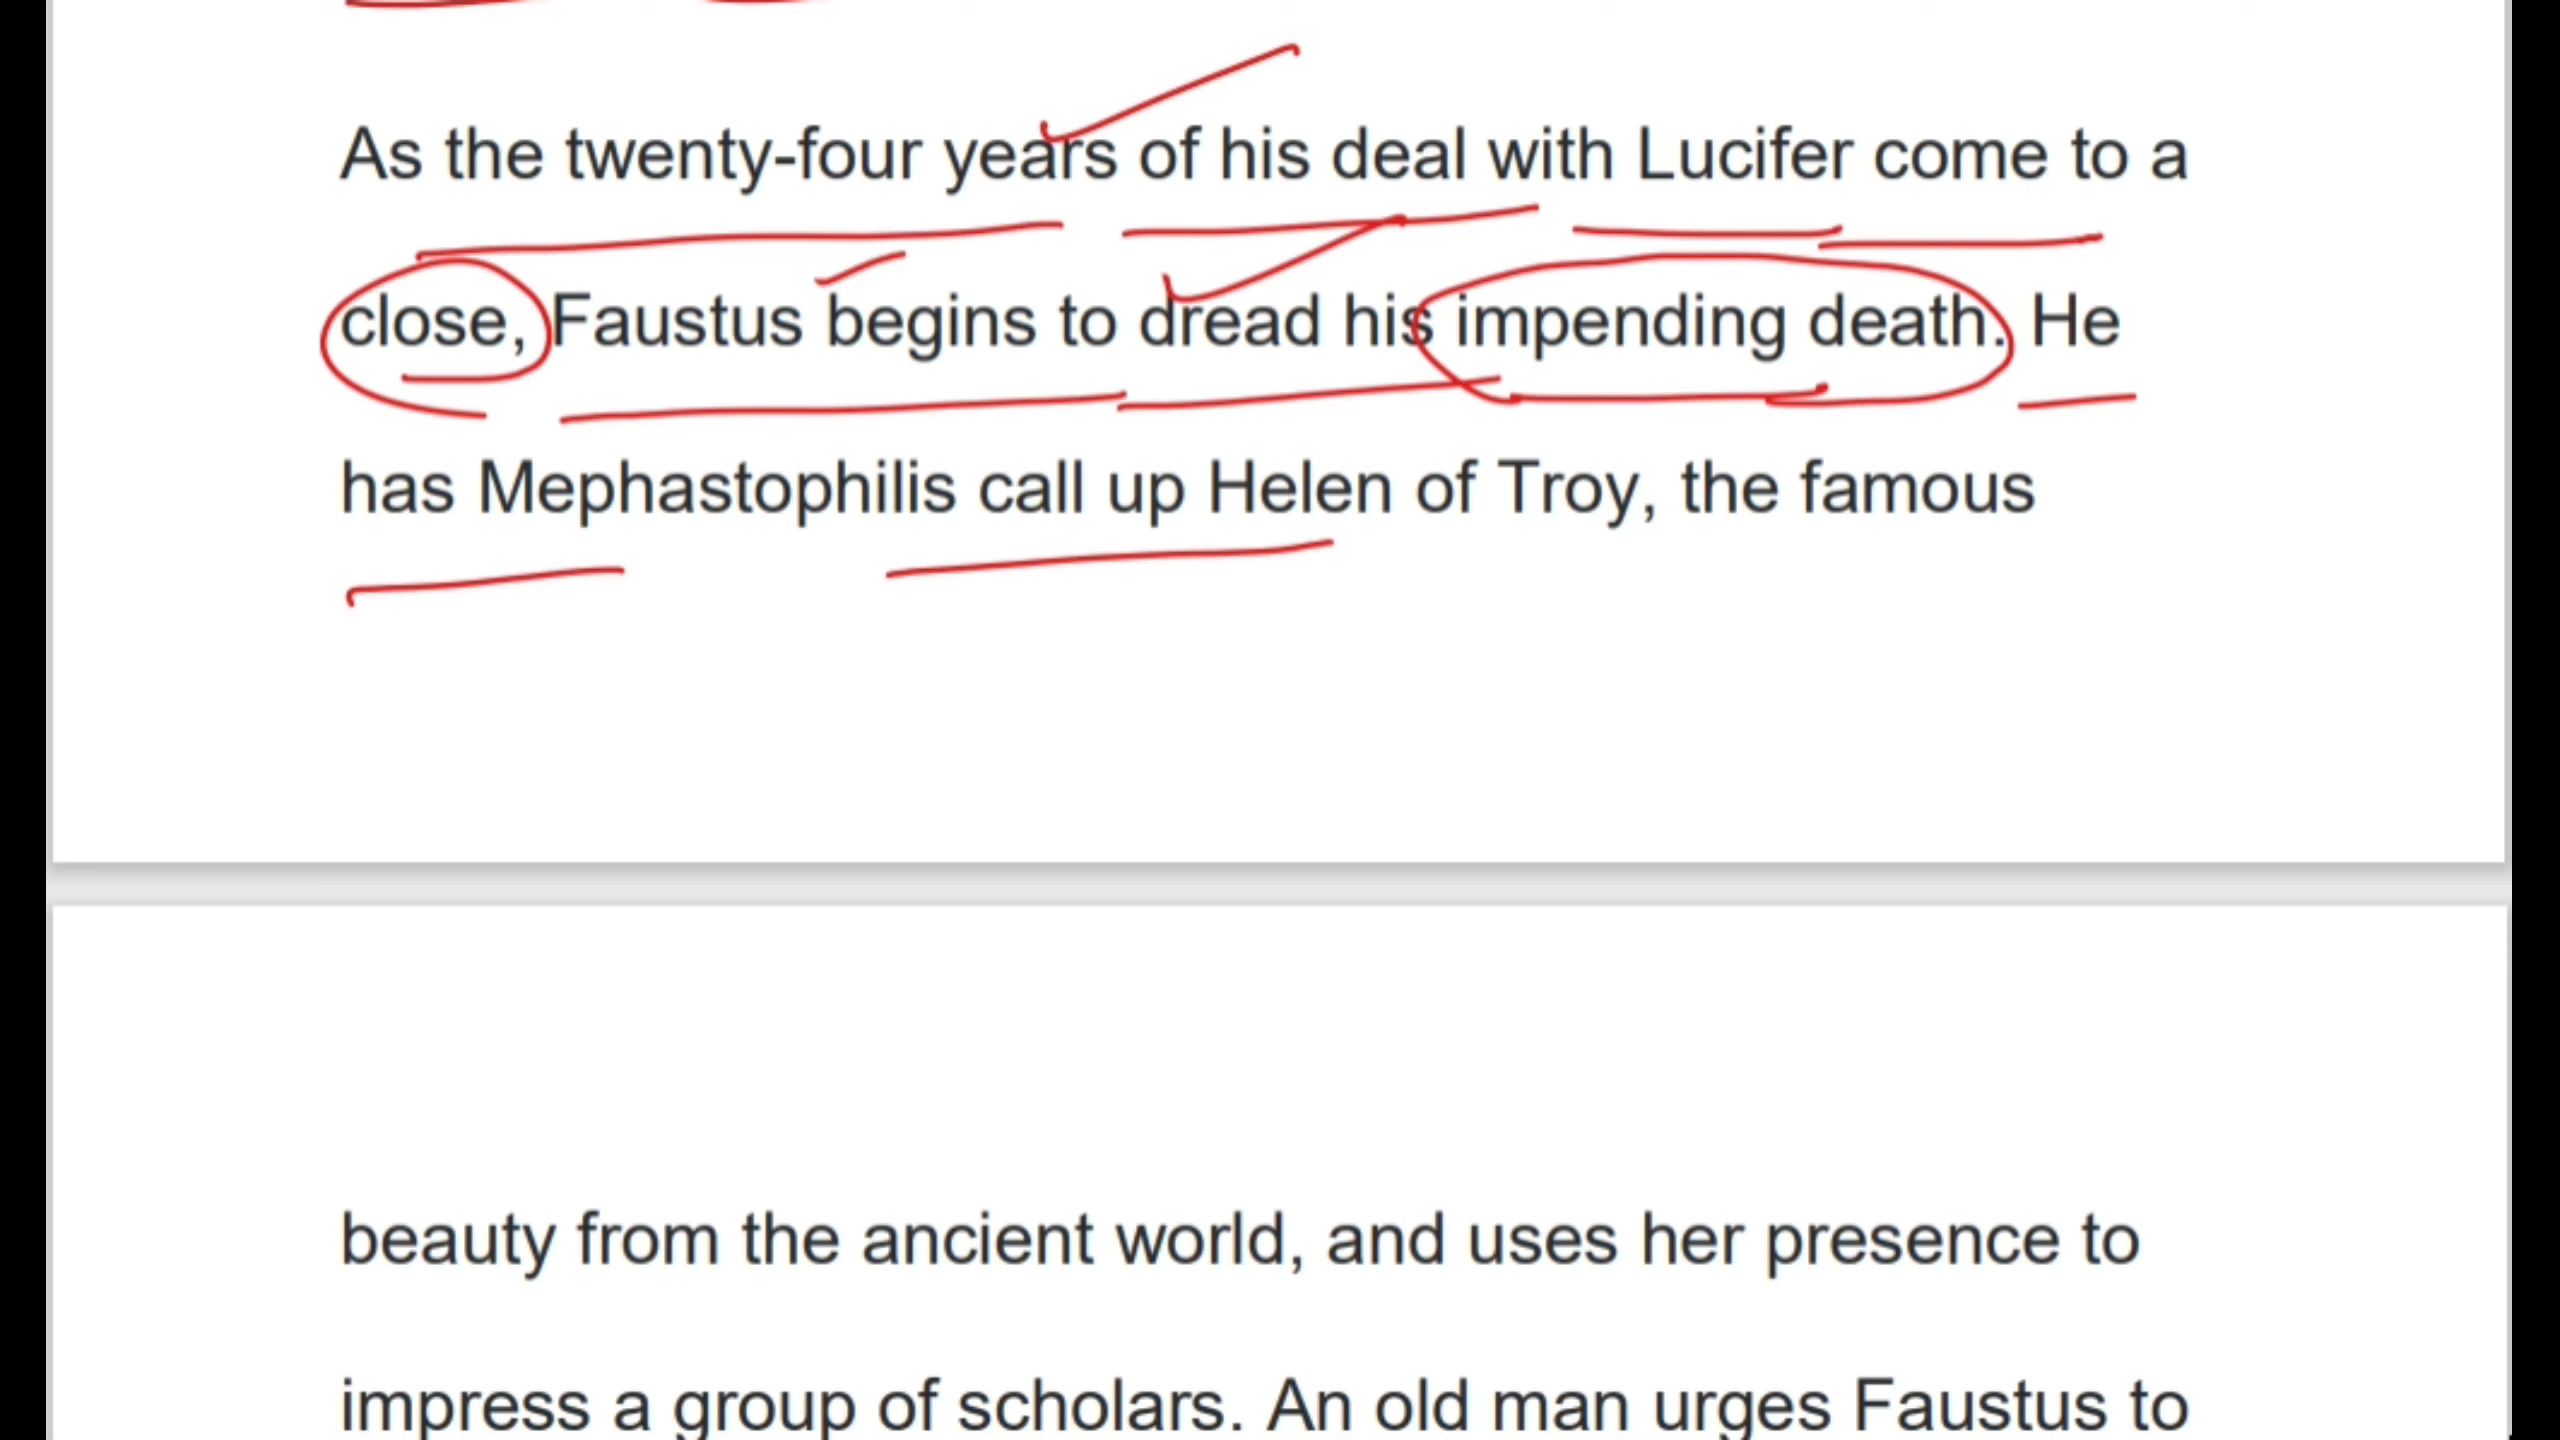 As the twenty-four years of his deal with Lucifer come to a
close, Faustus begins to dread his impending death. He
has Mephastophilis call up Helen of Troy, the famous
beauty from the ancient world, and uses her presence to
impress a group of scholars. An old man urges Faustus to